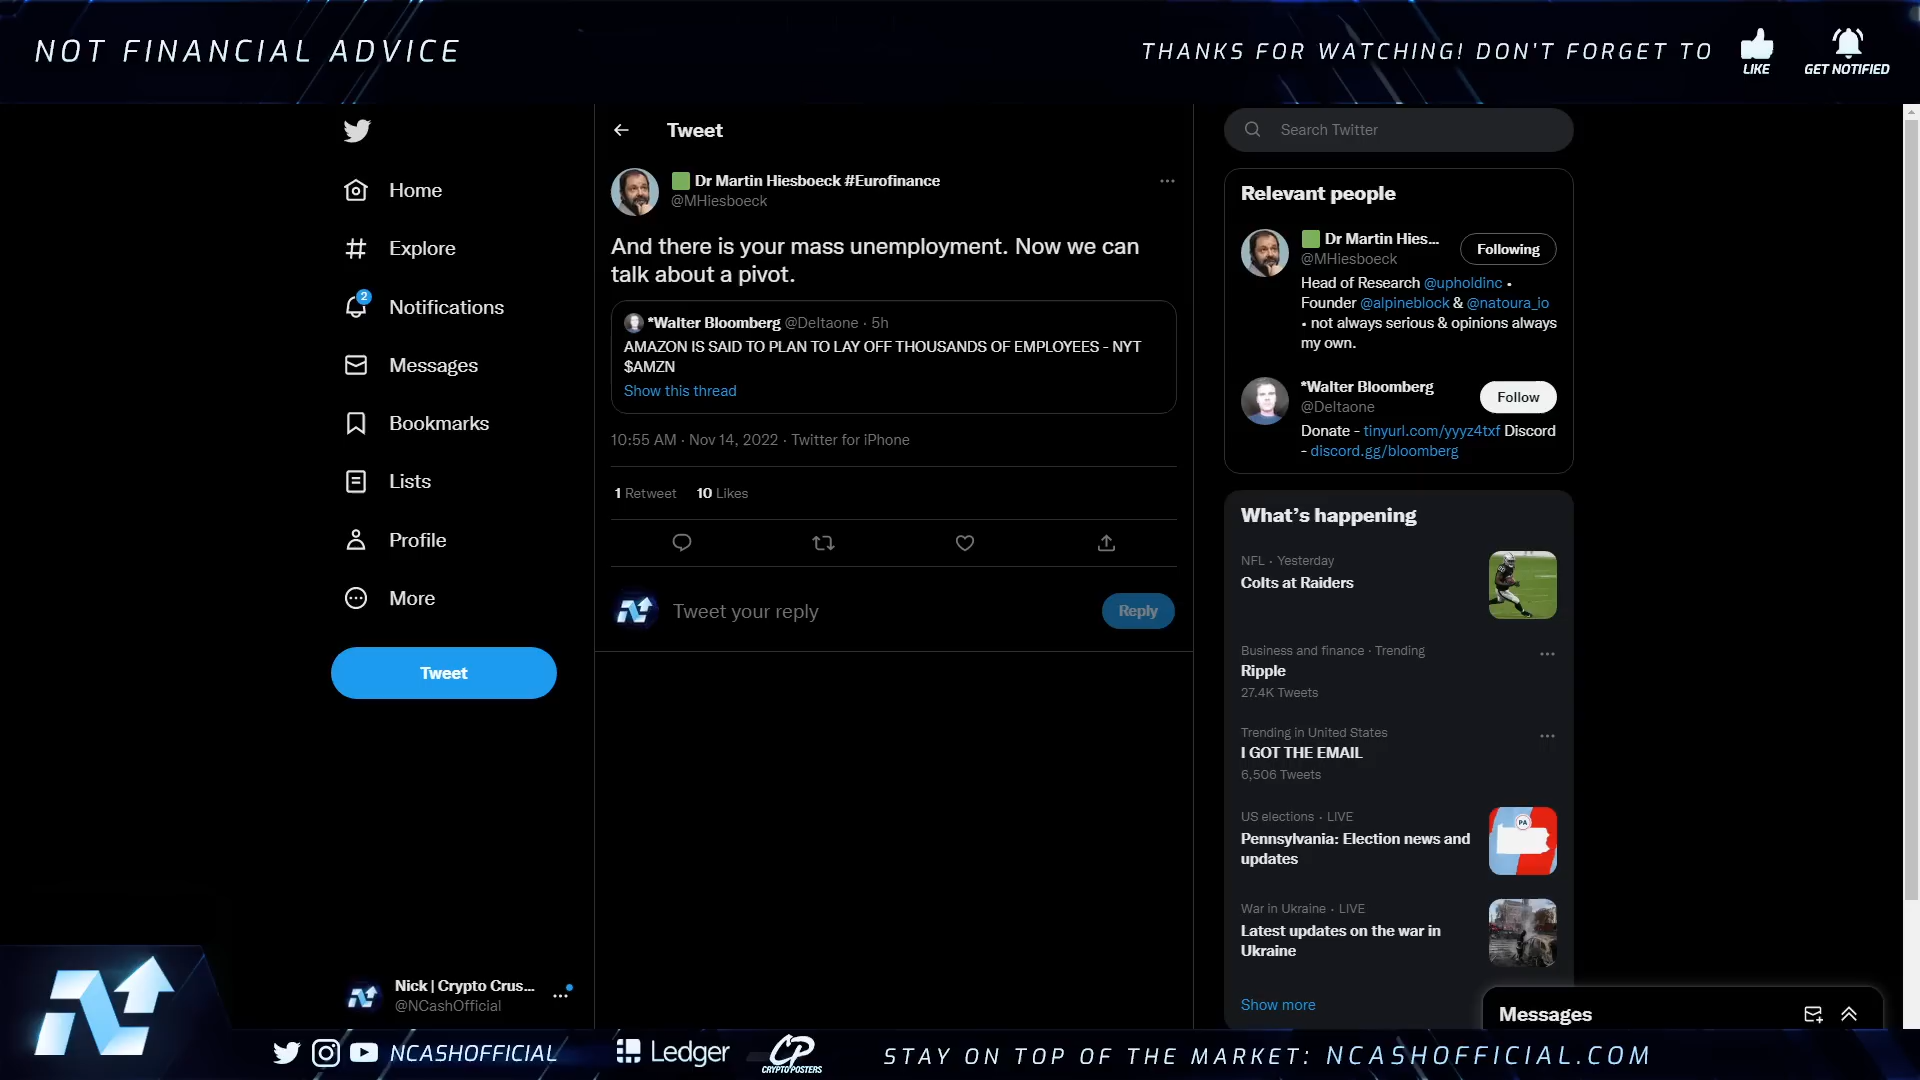 NOT FINANCIAL ADVICE
THANKS FOR WATCHING! DON'T FORGET TO
LIKE
GET NOTIFIED
Home
Explore
2
Notifications
Messages
Bookmarks
Lists
Profile
More
Tweet
Nick | Crypto Crus...
@NCashOfficial
Tweet
Dr Martin Hiesboeck #Eurofinance
@MHiesboeck
And there is your mass unemployment. Now we can
talk about a pivot.
*Walter Bloomberg @Deltaone · 5h
AMAZON IS SAID TO PLAN TO LAY OFF THOUSANDS OF EMPLOYEES - NYT
$AMZN
Show this thread
10:55 AM · Nov 14, 2022 · Twitter for iPhone
1 Retweet 10 Likes
Tweet your reply
Reply
Search Twitter
Relevant people
Dr Martin Hies...
@MHiesboeck
Following
Head of Research @upholdinc •
Founder @alpineblock & @natoura_io
• not always serious & opinions always
my own.
*Walter Bloomberg
@Deltaone
Follow
Donate - tinyurl.com/yyyz4txf Discord
- discord.gg/bloomberg
What's happening
NFL · Yesterday
Colts at Raiders
Business and finance · Trending
Ripple
27.4K Tweets
Trending in United States
I GOT THE EMAIL
6,506 Tweets
US elections · LIVE
Pennsylvania: Election news and
updates
PA
War in Ukraine · LIVE
Latest updates on the war in
Ukraine
Show more
Messages
NCASHOFFICIAL
Ledger
CP
CRYPTO POSTERS
STAY ON TOP OF THE MARKET: NCASHOFFICIAL.COM